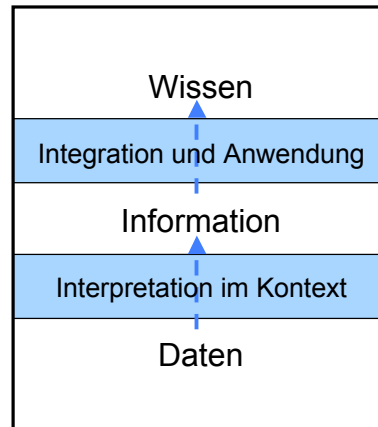 Wissen
Integration und Anwendung
Information
Interpretation im Kontext
Daten